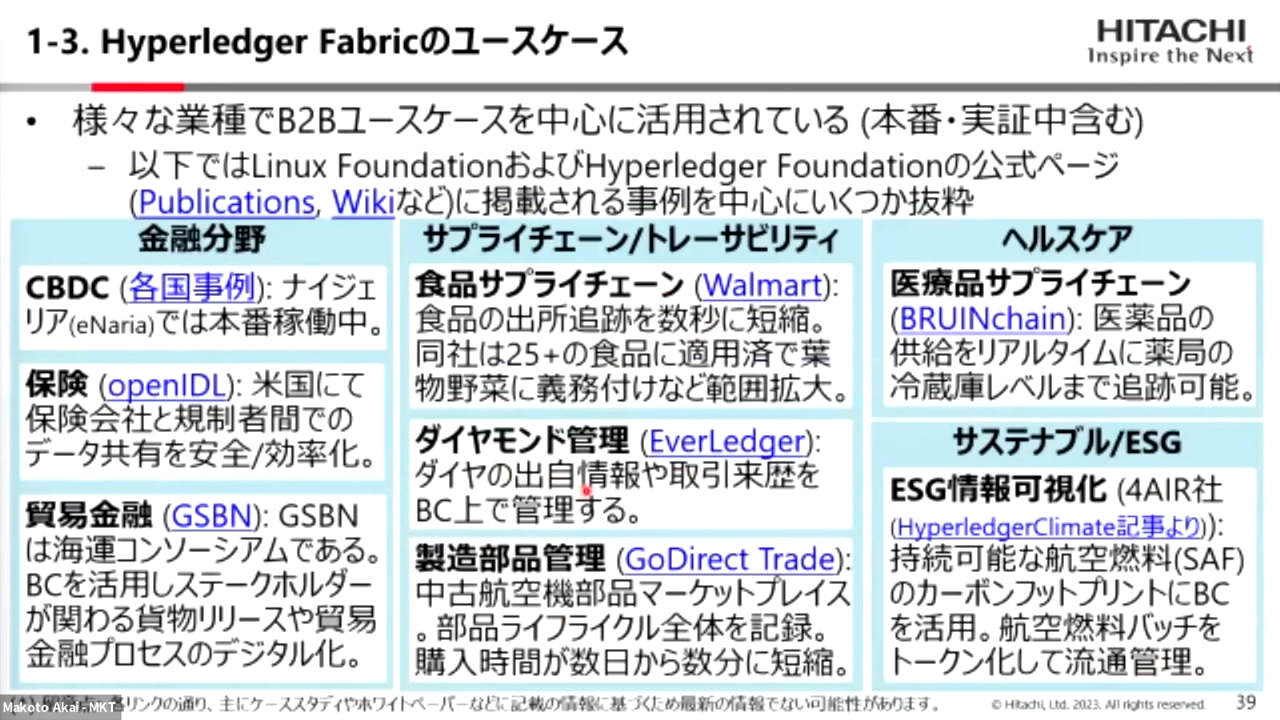 1-3. Hyperledger Fabricのユースケース
HITACHI
Inspire the Next
• 様々な業種でB2Bユースケースを中心に活用されている (本番・実証中含む)
– 以下ではLinux FoundationおよびHyperledger Foundationの公式ページ
(Publications, Wikiなど)に掲載される事例を中心にいくつか抜粋
金融分野
CBDC (各国事例): ナイジェ
リア(eNaria)では本番稼働中。
保険 (openIDL): 米国にて
保険会社と規制者間での
データ共有を安全/効率化。
貿易金融 (GSBN): GSBN
は海運コンソーシアムである。
BCを活用しステークホルダー
が関わる貨物リリースや貿易
金融プロセスのデジタル化。
サプライチェーン/トレーサビリティ
食品サプライチェーン (Walmart):
食品の出所追跡を数秒に短縮。
同社は25+の食品に適用済で葉
物野菜に義務付けなど範囲拡大。
ダイヤモンド管理 (EverLedger):
ダイヤの出自情報や取引来歴を
BC上で管理する。
製造部品管理 (GoDirect Trade):
中古航空機部品マーケットプレイス
。部品ライフライクル全体を記録。
購入時間が数日から数分に短縮。
ヘルスケア
医療品サプライチェーン
(BRUINchain): 医薬品の
供給をリアルタイムに薬局の
冷蔵庫レベルまで追跡可能。
サステナブル/ESG
ESG情報可視化 (4AIR社
(HyperledgerClimate記事より)):
持続可能な航空燃料(SAF)
のカーボンフットプリントにBC
を活用。航空燃料バッチを
トークン化して流通管理。
リンクの通り、主にケーススタディやホワイトペーパーなどに記載の情報に基づくため最新の情報でない可能性があります。
Makoto Akai - MKT
© Hitachi, Ltd. 2023. All rights reserved.
39